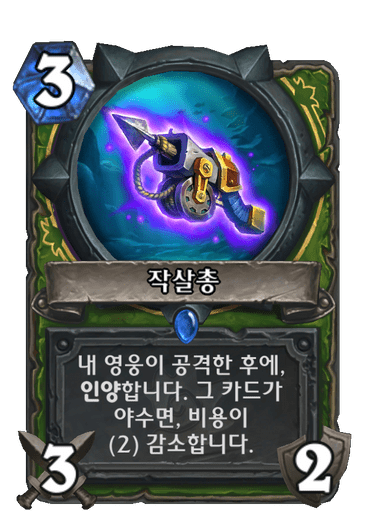 3
작살총
내 영웅이 공격한 후에,
인양합니다. 그 카드가
야수면, 비용이
(2) 감소합니다.
3
2